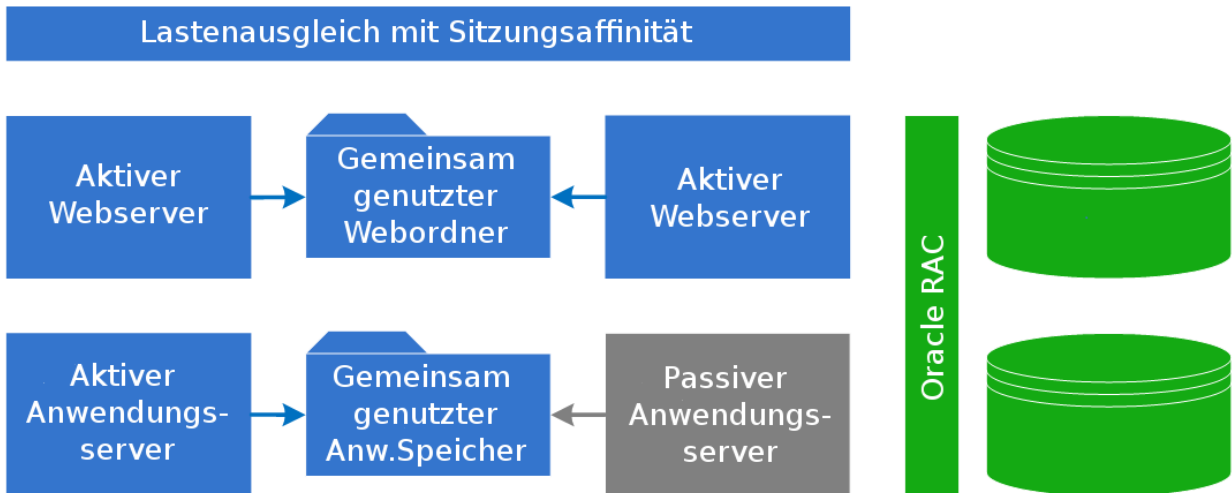 Lastenausgleich mit Sitzungsaffinität
Aktiver
Webserver
Gemeinsam
genutzter
Webordner
Aktiver
Webserver
Aktiver
Anwendungs-
server
Gemeinsam
genutzter
Anw.Speicher
Passiver
Anwendungs-
server
Oracle RAC